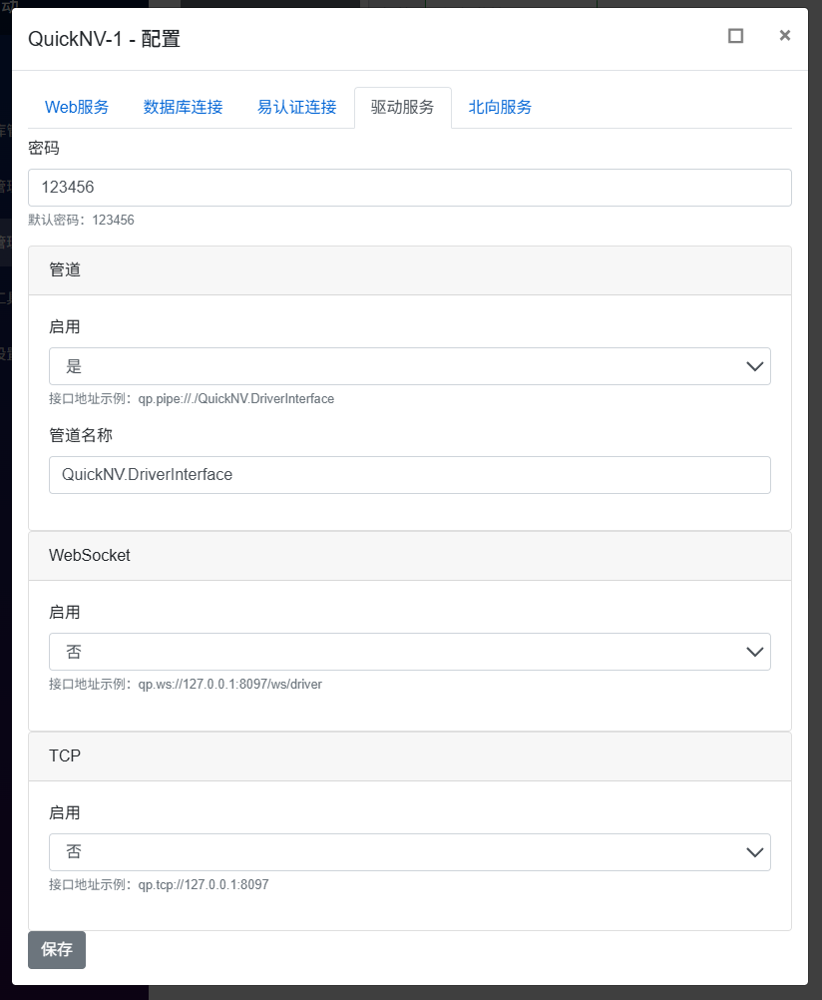 动
QuickNV-1 - 配置
Web服务 数据库连接 易认证连接 驱动服务 北向服务
密码
123456
默认密码：123456
管道
启用
是
接口地址示例：qp.pipe://./QuickNV.DriverInterface
管道名称
QuickNV.DriverInterface
WebSocket
启用
否
接口地址示例：qp.ws://127.0.0.1:8097/ws/driver
TCP
启用
否
接口地址示例：qp.tcp://127.0.0.1:8097
保存